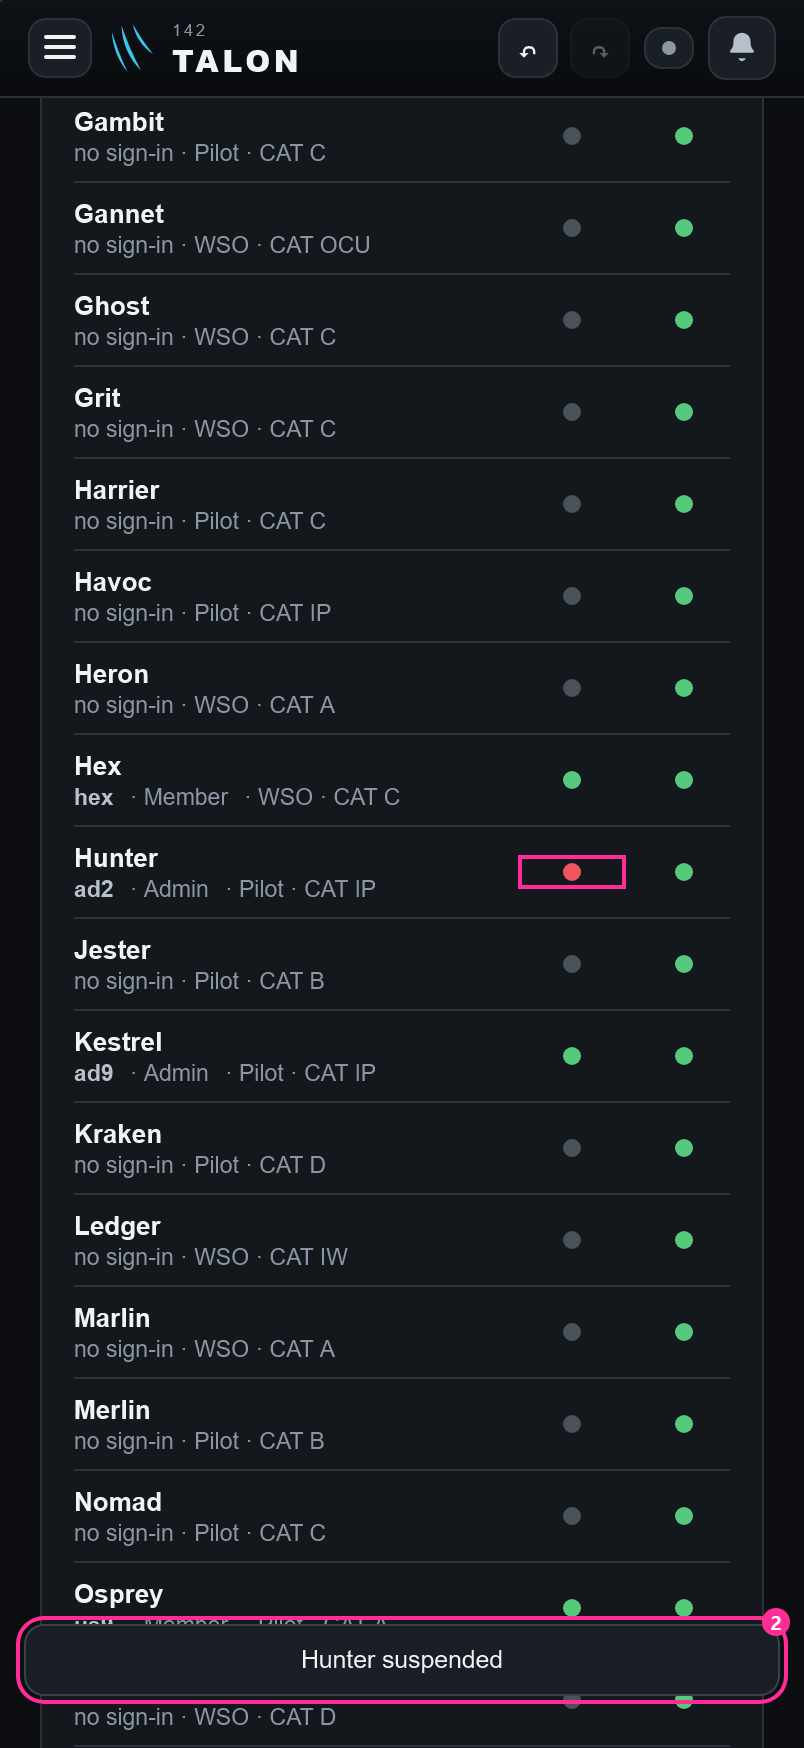 142
TALON
Gambit
no sign-in · Pilot · CAT C
Gannet
no sign-in · WSO · CAT OCU
Ghost
no sign-in · WSO · CAT C
Grit
no sign-in · WSO · CAT C
Harrier
no sign-in · Pilot · CAT C
Havoc
no sign-in · Pilot · CAT IP
Heron
no sign-in · WSO · CAT A
Hex
hex · Member · WSO · CAT C
Hunter
ad2 · Admin · Pilot · CAT IP
Jester
no sign-in · Pilot · CAT B
Kestrel
ad9 · Admin · Pilot · CAT IP
Kraken
no sign-in · Pilot · CAT D
Ledger
no sign-in · WSO · CAT IW
Marlin
no sign-in · WSO · CAT A
Merlin
no sign-in · Pilot · CAT B
Nomad
no sign-in · Pilot · CAT C
Osprey
· Member · Pilot · CAT A
2
Hunter suspended
no sign-in · WSO · CAT D